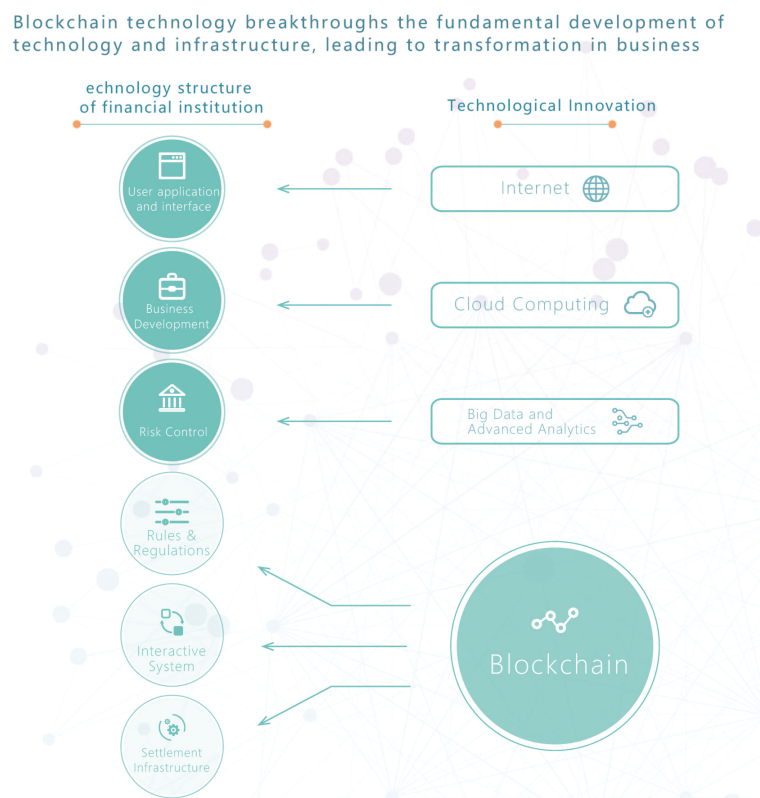 Blockchain technology breakthroughs the fundamental development of
technology and infrastructure, leading to transformation in business
echnology structure
of financial institution
Technological Innovation
User application
and interface
Internet
Business
Development
Cloud Computing
Risk Control
Big Data and
Advanced Analytics
Rules &
Regulations
Interactive
System
Blockchain
Settlement
Infrastructure